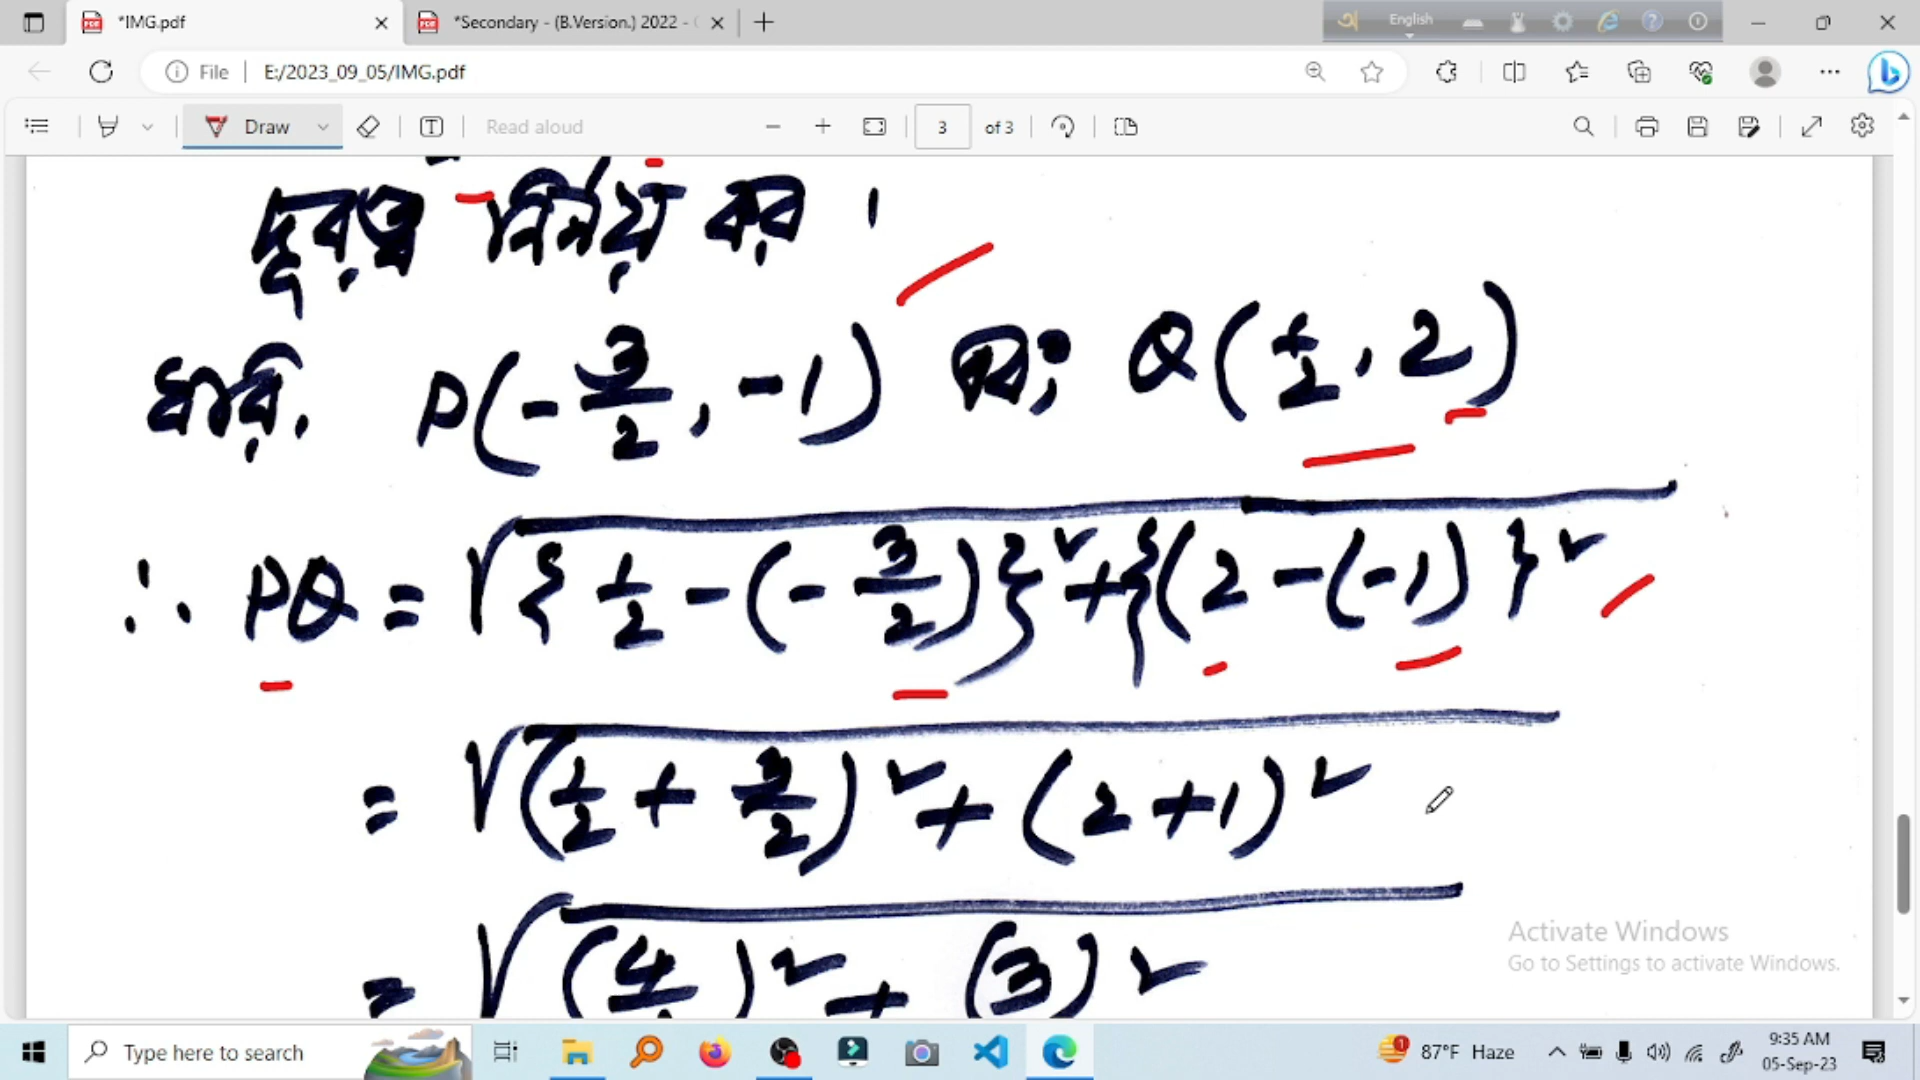 *IMG.pdf
*Secondary - (B.Version.) 2022 -
English
File E:/2023_09_05/IMG.pdf
Draw Read aloud 3 of 3
দূরত্ব নির্ণয় কর ।
ধরি, P(-3/2, -1) এবং Q(1/2, 2)
∴ PQ = √{1/2 - (-3/2)}² + {(2 - (-1)}²
= √(1/2 + 3/2)² + (2 + 1)²
= √(4/ )² + (3)²
Activate Windows
Go to Settings to activate Windows.
Type here to search
1 87°F Haze
9:35 AM
05-Sep-23